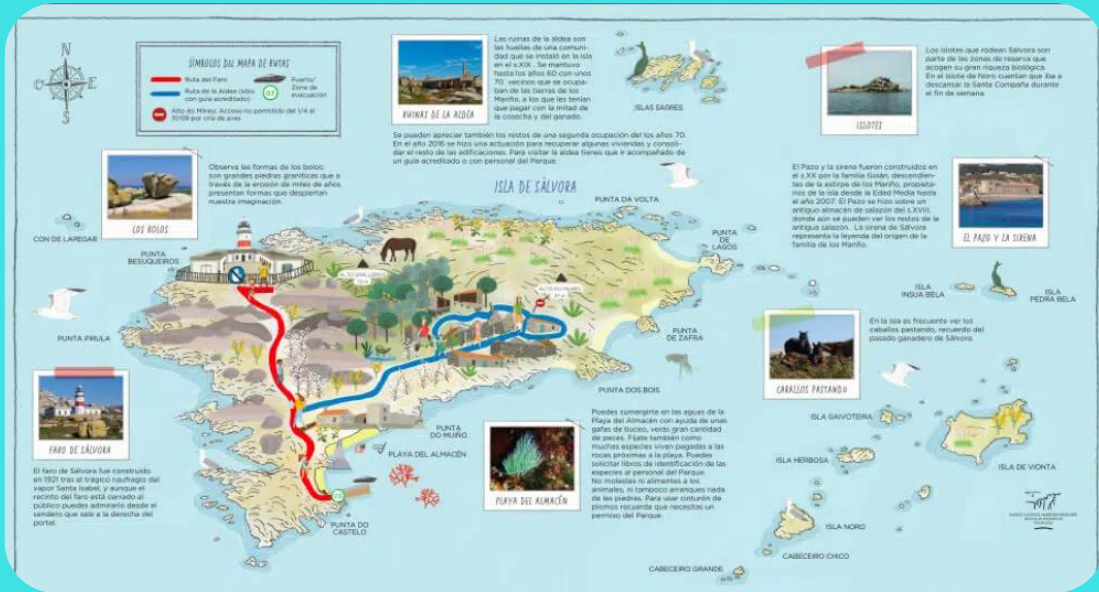 N
O
E
S
SÍMBOLOS DEL MAPA DE RUTAS
Ruta del Faro
Ruta de la Aldea (sólo
con guía acreditado)
Puerto/
Zona de
evacuación
Alto do Milreu: Acceso no permitido del 1/4 al
31/08 por cría de aves
RUINAS DE LA ALDEA
Las ruinas de la aldea son
las huellas de una comuni-
dad que se instaló en la isla
en el s.XIX . Se mantuvo
hasta los años 60 con unos
70 vecinos que se ocupa-
ban de las tierras de los
Mariño, a los que les tenían
que pagar con la mitad de
la cosecha y del ganado.
Se pueden apreciar también los restos de una segunda ocupación del los años 70.
En el año 2016 se hizo una actuación para recuperar algunas viviendas y consoli-
dar el resto de las edificaciones. Para visitar la aldea tienes que ir acompañado de
un guía acreditado o con personal del Parque.
ISLAS SAGRES
ISLOTES
Los islotes que rodean Sálvora son
parte de las zonas de reserva que
acogen su gran riqueza biológica.
En el islote de Noro cuentan que iba a
descansar la Santa Compaña durante
el fin de semana.
LOS BOLOS
Observa las formas de los bolos:
son grandes piedras graníticas que a
través de la erosión de miles de años
presentan formas que despiertan
nuestra imaginación.
ISLA DE SÁLVORA
El Pazo y la sirena fueron construidos en
el s.XX por la familia Goián, descendien-
tes de la estirpe de los Mariño, propieta-
rios de la isla desde la Edad Media hasta
el año 2007. El Pazo se hizo sobre un
antiguo almacén de salazón del s.XVIII,
donde aún se pueden ver los restos de la
antigua salazón. La sirena de Sálvora
representa la leyenda del origen de la
familia de los Mariño.
EL PAZO Y LA SIRENA
CON DE LAPEGAR
PUNTA
BESUQUEIROS
PUNTA DA VOLTA
PUNTA
DE
LAGOS
ISLA
INSUA BELA
ISLA
PEDRA BELA
PUNTA PIRULA
PUNTA
DE ZAFRA
PUNTA DOS BOIS
CABALLOS PASTANDO
En la isla es frecuente ver los
caballos pastando, recuerdo del
pasado ganadero de Sálvora.
FARO DE SÁLVORA
El faro de Sálvora fue construido
en 1921 tras el trágico naufragio del
vapor Santa Isabel, y aunque el
recinto del faro está cerrado al
público puedes admirarlo desde el
sendero que sale a la derecha del
portal.
PUNTA
DO MUIÑO
PLAYA DEL ALMACÉN
PUNTA DO
CASTELO
PLAYA DEL ALMACÉN
Puedes sumergirte en las aguas de la
Playa del Almacén con ayuda de unas
gafas de buceo, verás gran cantidad
de peces. Fíjate también como
muchas especies viven pegadas a las
rocas próximas a la playa. Puedes
solicitar libros de identificación de las
especies al personal del Parque.
No molestes ni alimentes a los
animales, ni tampoco arranques nada
de las piedras. Para usar cinturón de
plomos recuerda que necesitas un
permiso del Parque.
ISLA GAIVOTEIRA
ISLA HERBOSA
ISLA DE VIONTA
ISLA NORO
CABECEIRO CHICO
CABECEIRO GRANDE